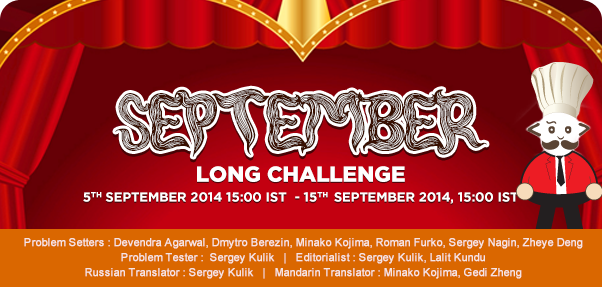 SEPTEMBER
LONG CHALLENGE
5TH SEPTEMBER 2014 15:00 IST - 15TH SEPTEMBER 2014, 15:00 IST
Problem Setters : Devendra Agarwal, Dmytro Berezin, Minako Kojima, Roman Furko, Sergey Nagin, Zheye Deng
Problem Tester : Sergey Kulik | Editorialist : Sergey Kulik, Lalit Kundu
Russian Translator : Sergey Kulik | Mandarin Translator : Minako Kojima, Gedi Zheng